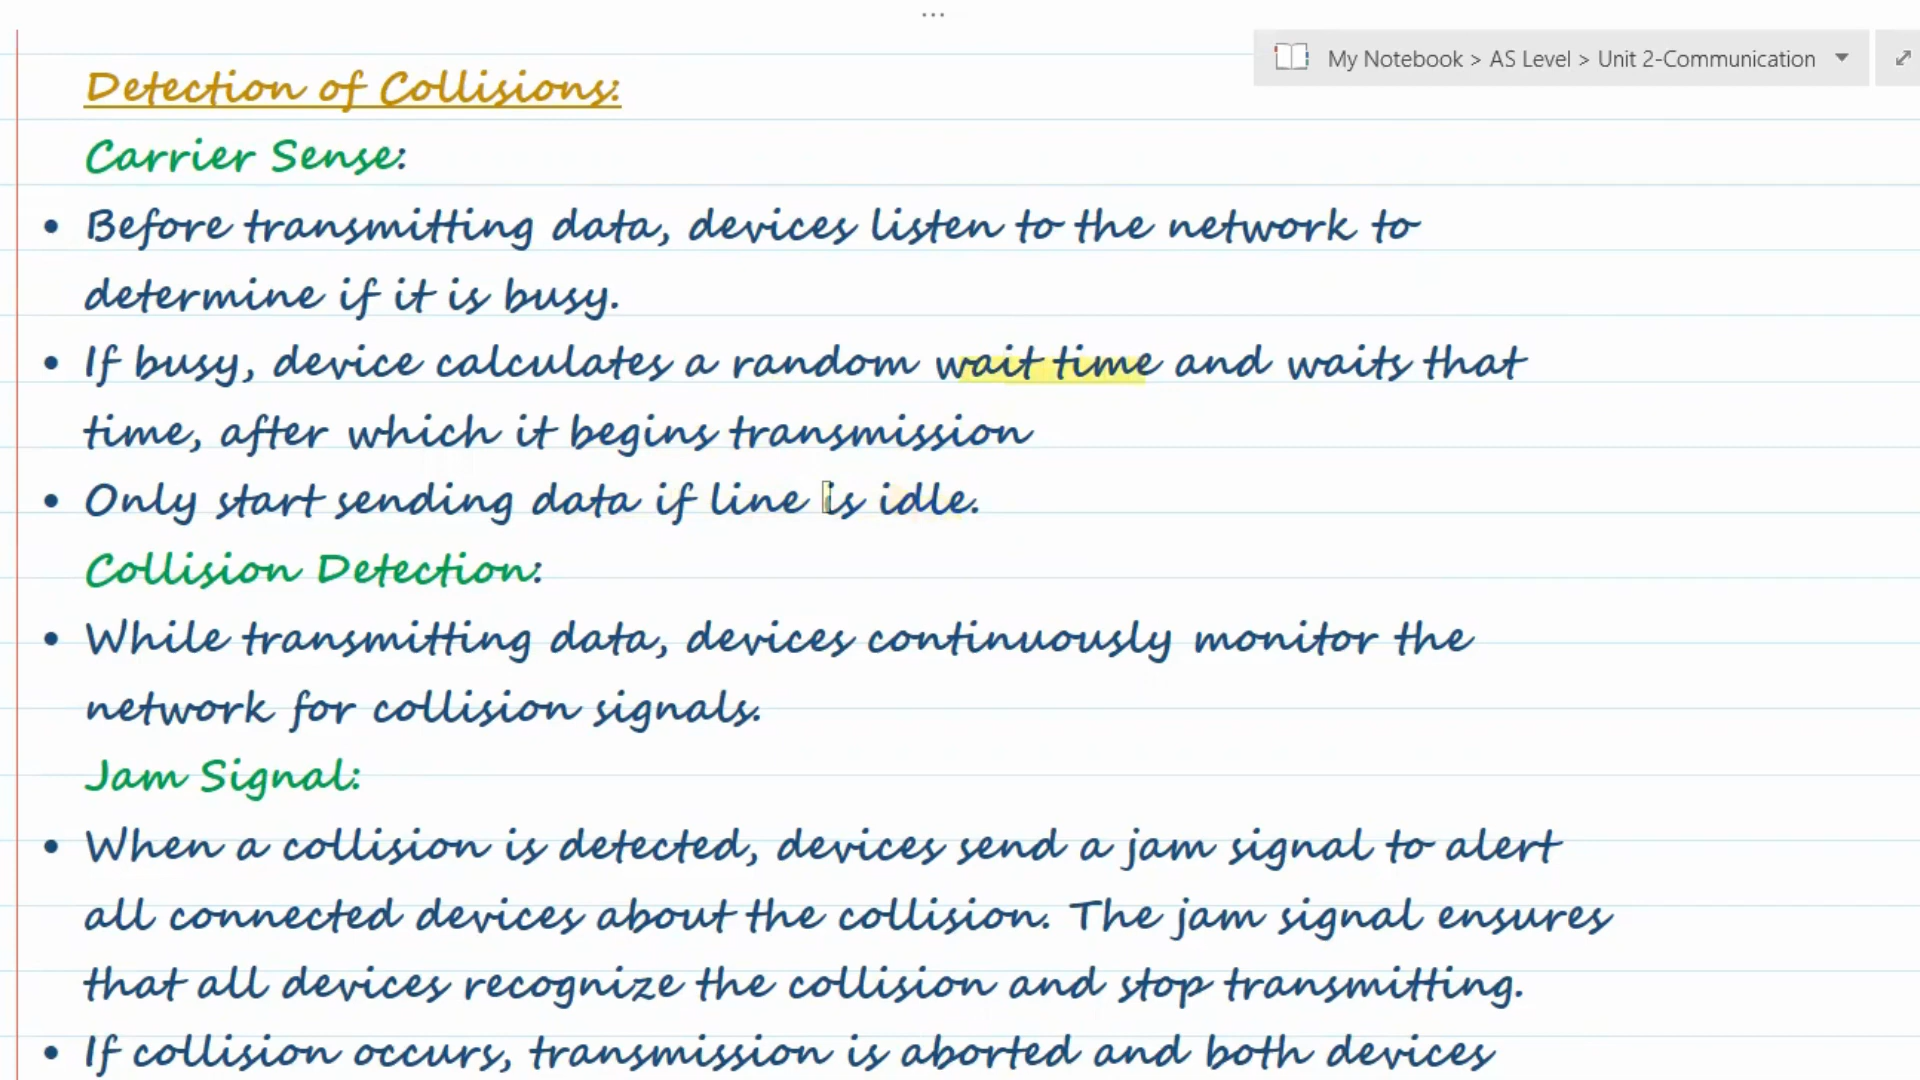 ...
My Notebook > AS Level > Unit 2-Communication
Detection of Collisions:
Carrier Sense:
• Before transmitting data, devices listen to the network to
determine if it is busy.
• If busy, device calculates a random wait time and waits that
time, after which it begins transmission
• Only start sending data if line is idle.
Collision Detection:
• While transmitting data, devices continuously monitor the
network for collision signals.
Jam Signal:
• When a collision is detected, devices send a jam signal to alert
all connected devices about the collision. The jam signal ensures
that all devices recognize the collision and stop transmitting.
• If collision occurs, transmission is aborted and both devices